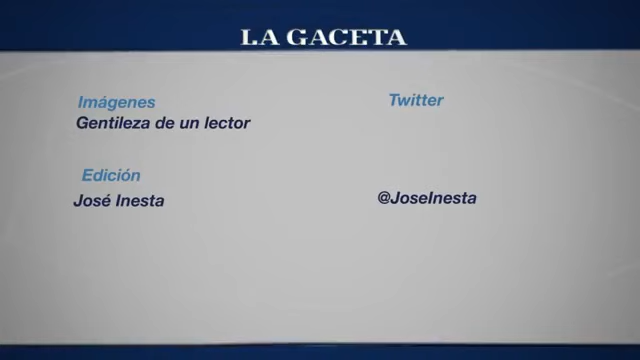 LA GACETA
Imágenes
Gentileza de un lector
Twitter
Edición
José Inesta
@JoseInesta